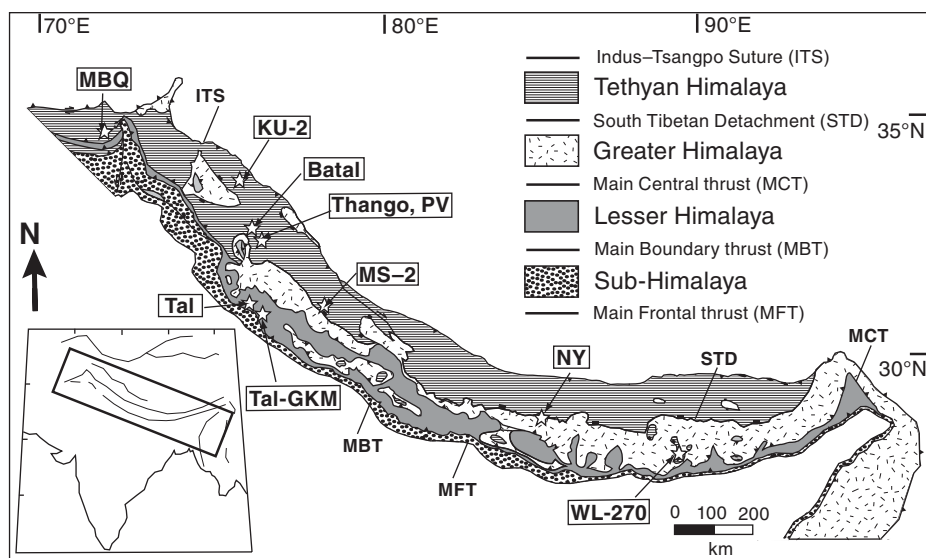 70°E
80°E
90°E
MBQ
ITS
KU-2
Batal
Thango, PV
MS–2
N
Tal
Tal-GKM
MBT
MFT
NY
STD
MCT
WL-270
35°N
30°N
Indus–Tsangpo Suture (ITS)
Tethyan Himalaya
South Tibetan Detachment (STD)
Greater Himalaya
Main Central thrust (MCT)
Lesser Himalaya
Main Boundary thrust (MBT)
Sub-Himalaya
Main Frontal thrust (MFT)
0 100 200
km